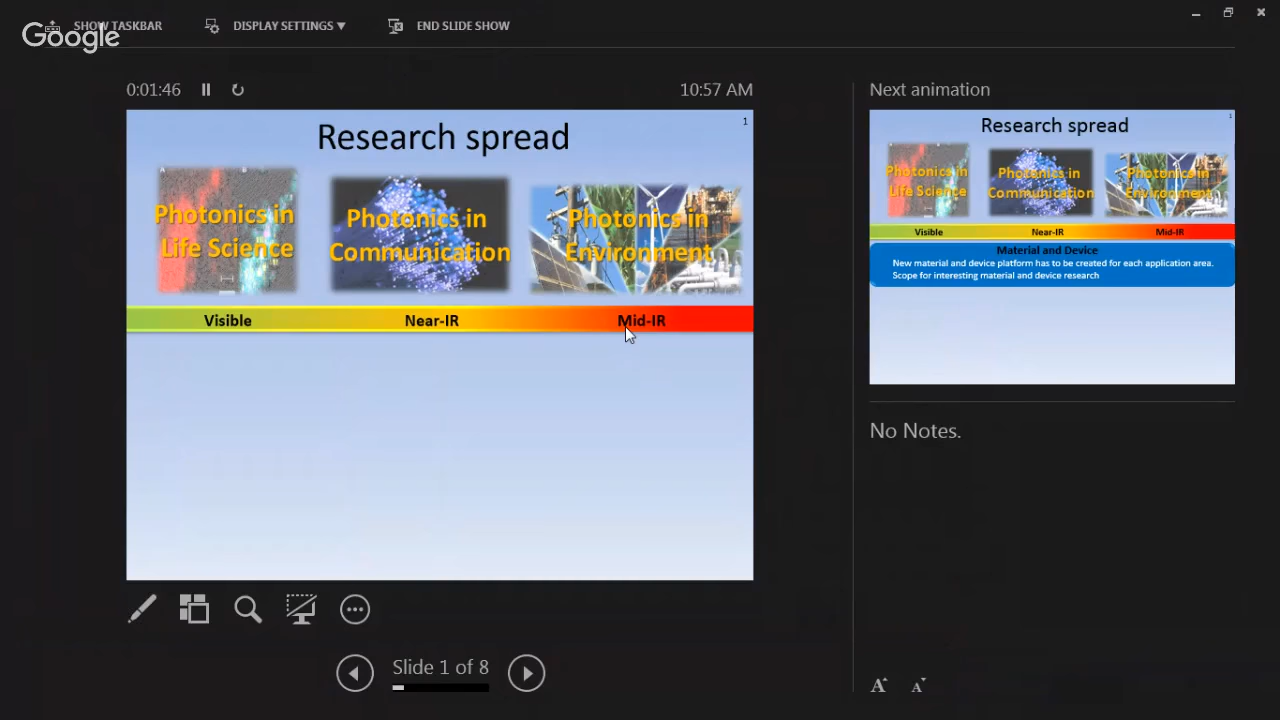 SHOW TASKBAR
DISPLAY SETTINGS ▼
END SLIDE SHOW
Google
0:01:46
10:57 AM
Research spread
1
Photonics in
Life Science
Photonics in
Communication
Photonics in
Environment
Visible
Near-IR
Mid-IR
Slide 1 of 8
Next animation
Research spread
1
Photonics in
Life Science
Photonics in
Communication
Photonics in
Environment
Visible
Near-IR
Mid-IR
Material and Device
New material and device platform has to be created for each application area.
Scope for interesting material and device research
No Notes.
A A